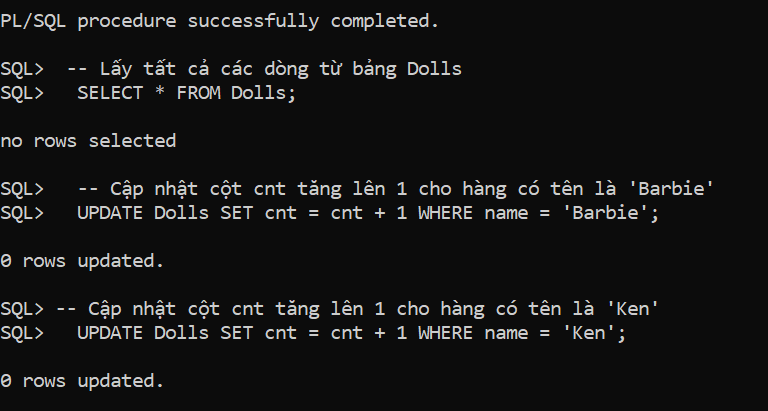 PL/SQL procedure successfully completed.
SQL>  -- Lấy tất cả các dòng từ bảng Dolls
SQL>   SELECT * FROM Dolls;
no rows selected
SQL>   -- Cập nhật cột cnt tăng lên 1 cho hàng có tên là 'Barbie'
SQL>   UPDATE Dolls SET cnt = cnt + 1 WHERE name = 'Barbie';
0 rows updated.
SQL> -- Cập nhật cột cnt tăng lên 1 cho hàng có tên là 'Ken'
SQL>   UPDATE Dolls SET cnt = cnt + 1 WHERE name = 'Ken';
0 rows updated.